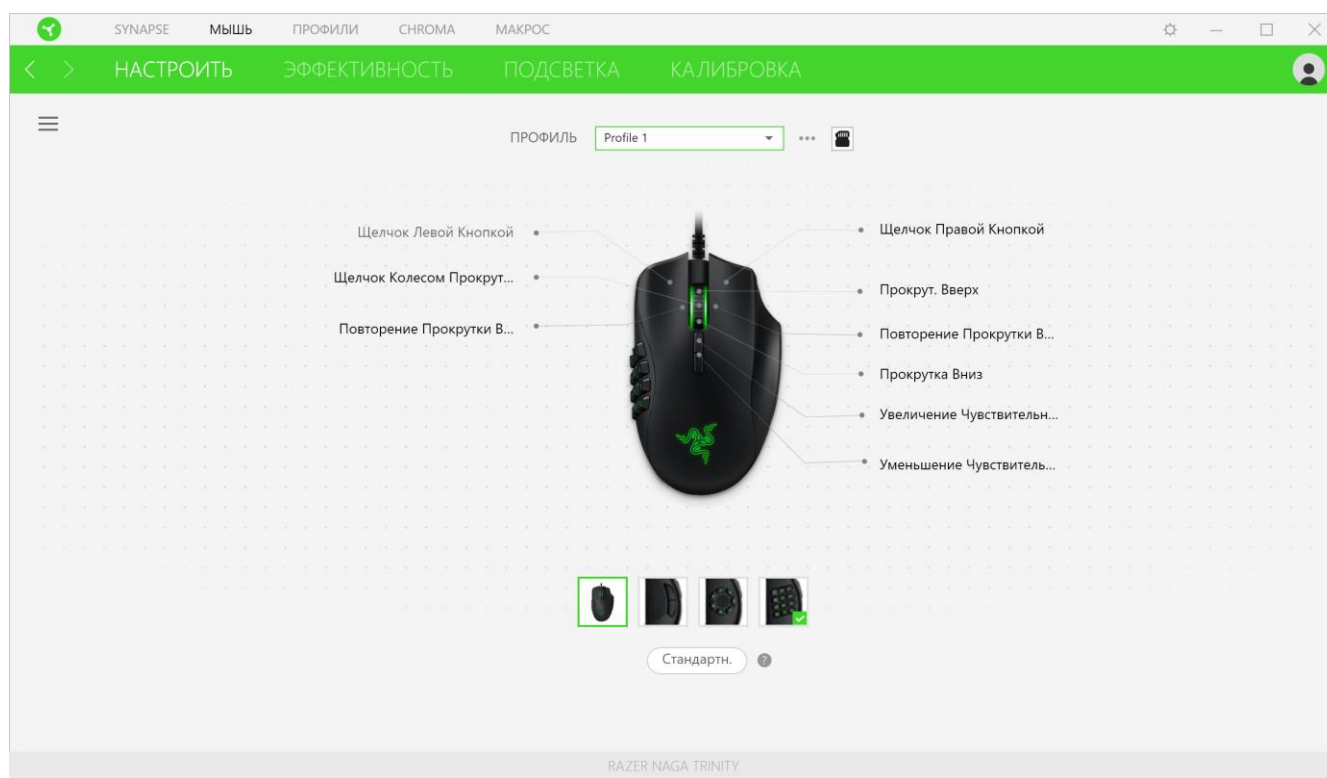 SYNAPSE МЫШЬ ПРОФИЛИ CHROMA МАКРОС
НАСТРОИТЬ ЭФФЕКТИВНОСТЬ ПОДСВЕТКА КАЛИБРОВКА
ПРОФИЛЬ Profile 1
Щелчок Левой Кнопкой
Щелчок Колесом Прокрут...
Повторение Прокрутки В...
Щелчок Правой Кнопкой
Прокрут. Вверх
Повторение Прокрутки В...
Прокрутка Вниз
Увеличение Чувствительн...
Уменьшение Чувствитель...
Стандартн. ?
RAZER NAGA TRINITY